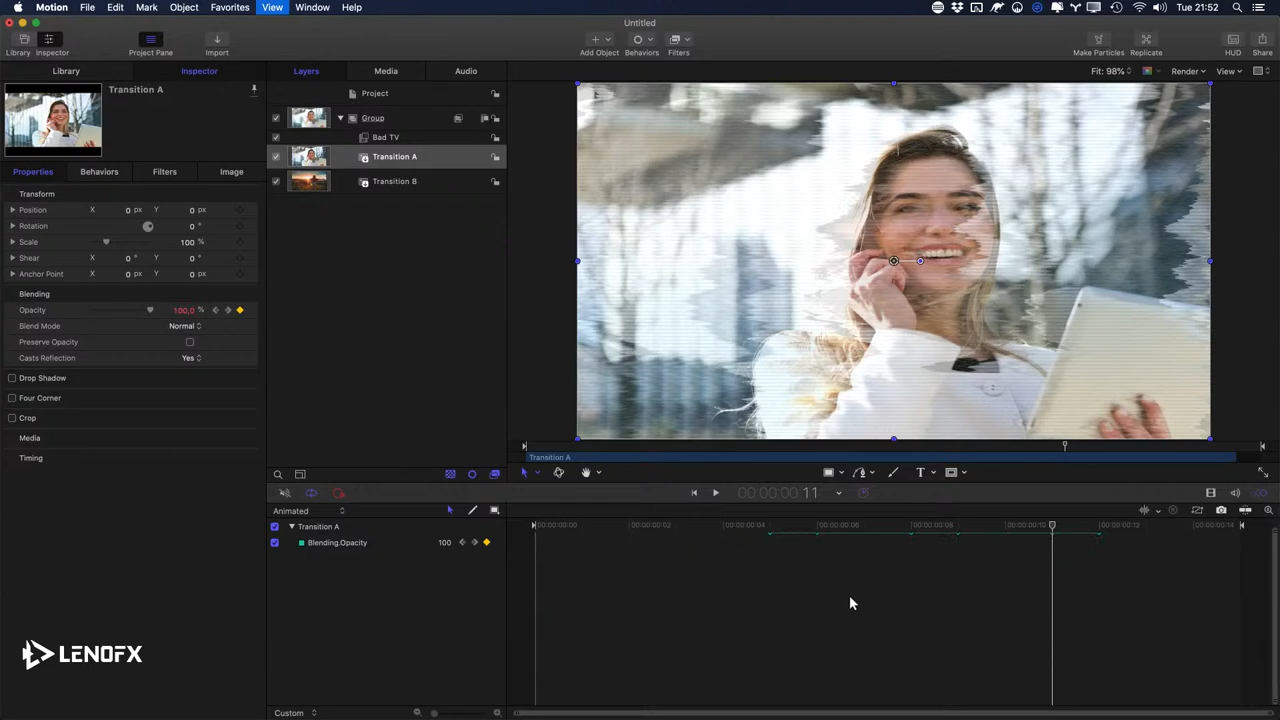 Motion File Edit Mark Object Favorites View Window Help Tue 21:52
Untitled
Library Inspector Project Pane Import Add Object Behaviors Filters Make Particles Replicate HUD Share
Library Inspector Layers Media Audio Fit: 98% Render View
Transition A
Project
Group
Bad TV
Transition A
Transition B
Properties Behaviors Filters Image
Transform
Position X 0 px Y 0 px
Rotation 0 °
Scale 100 %
Shear X 0 ° Y 0 °
Anchor Point X 0 px Y 0 px
Blending
Opacity 100,0 %
Blend Mode Normal
Preserve Opacity
Casts Reflection Yes
Drop Shadow
Four Corner
Crop
Media
Timing
Transition A
T
00:00:00:00 11
Animated
00:00:00:00 00:00:00:02 00:00:00:04 00:00:00:06 00:00:00:08 00:00:00:10 00:00:00:12 00:00:00:14
Transition A
Blending.Opacity 100
LENOFX
Custom